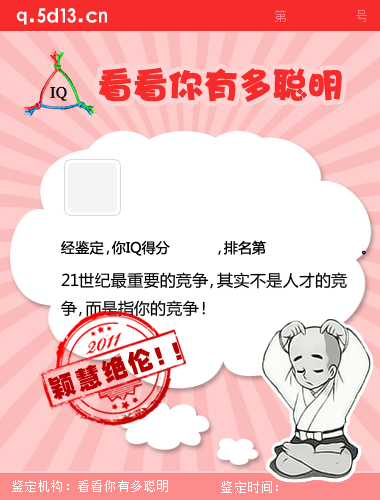 q.5d13.cn
第 号
IQ
看看你有多聪明
经鉴定,你IQ得分 ,排名第 。
21世纪最重要的竞争,其实不是人才的竞
争,而是指你的竞争!
2011
颖慧绝伦!!
鉴定机构:看看你有多聪明 鉴定时间: